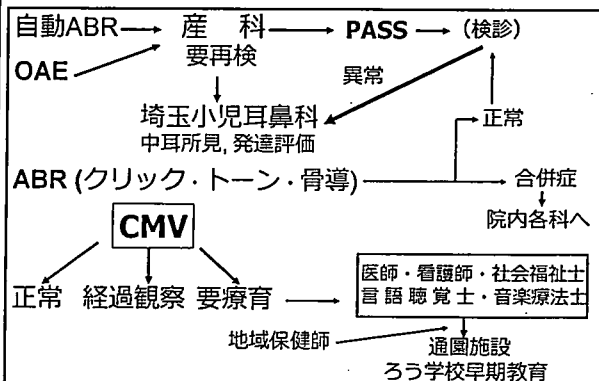 自動ABR 産科 PASS (検診)
OAE 要再検
異常
埼玉小児耳鼻科 正常
中耳所見, 発達評価
ABR (クリック・トーン・骨導) 合併症
院内各科へ
CMV
医師・看護師・社会福祉士
正常 経過観察 要療育 言語聴覚士・音楽療法士
地域保健師 通園施設
ろう学校早期教育